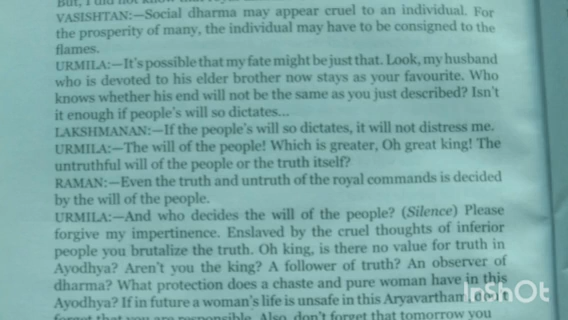 But, I did not know that
VASISHTAN:—Social dharma may appear cruel to an individual. For
the prosperity of many, the individual may have to be consigned to the
flames.
URMILA:—It's possible that my fate might be just that. Look, my husband
who is devoted to his elder brother now stays as your favourite. Who
knows whether his end will not be the same as you just described? Isn't
it enough if people's will so dictates...
LAKSHMANAN:—If the people's will so dictates, it will not distress me.
URMILA:—The will of the people! Which is greater, Oh great king! The
untruthful will of the people or the truth itself?
RAMAN:—Even the truth and untruth of the royal commands is decided
by the will of the people.
URMILA:—And who decides the will of the people? (Silence) Please
forgive my impertinence. Enslaved by the cruel thoughts of inferior
people you brutalize the truth. Oh king, is there no value for truth in
Ayodhya? Aren't you the king? A follower of truth? An observer of
dharma? What protection does a chaste and pure woman have in this
Ayodhya? If in future a woman's life is unsafe in this Aryavartham
forget that you are responsible. Also, don't forget that tomorrow you
InShOt